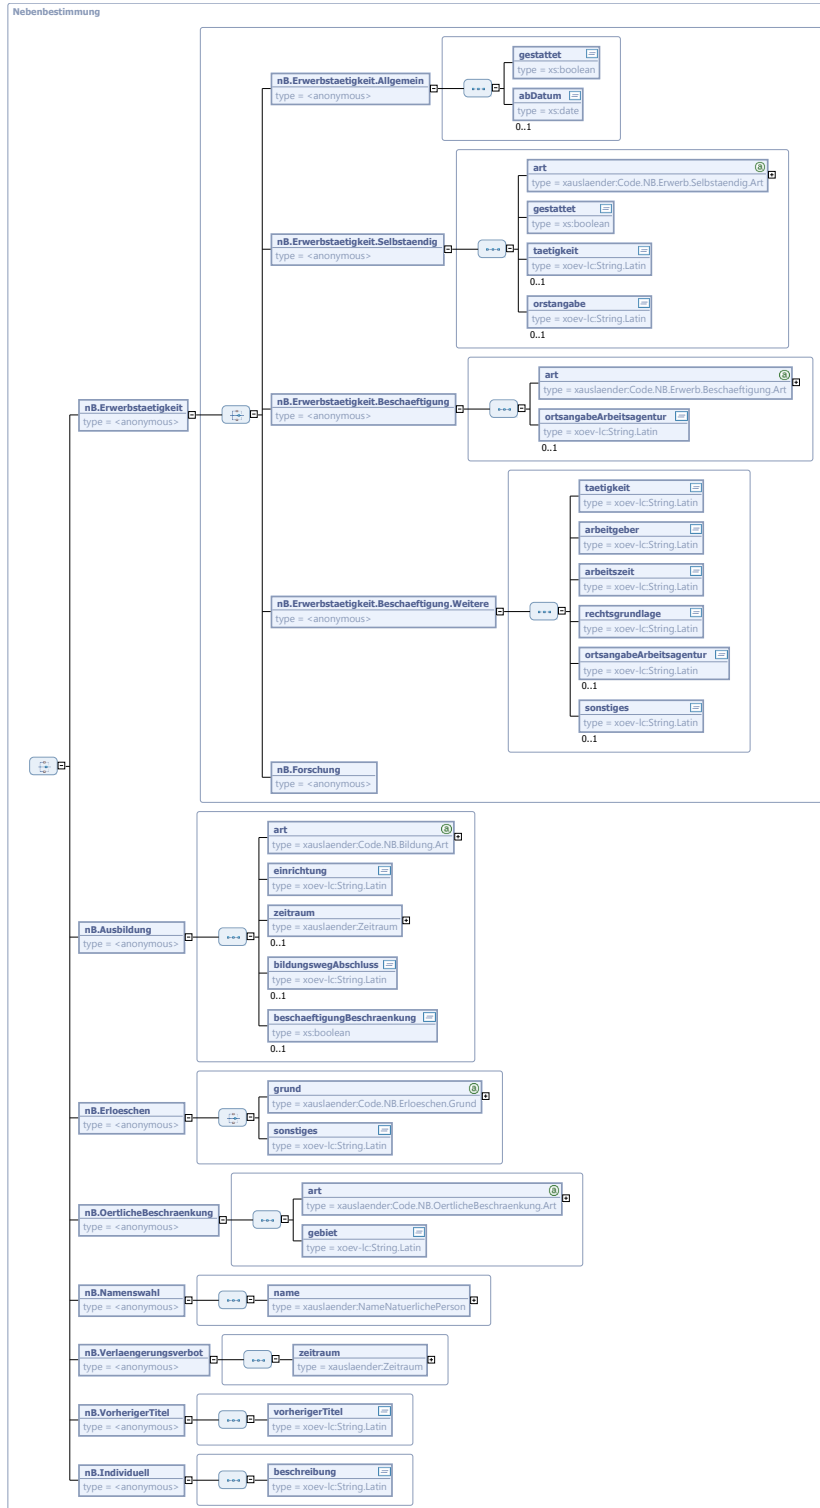 Nebenbestimmung
nB.Erwerbstaetigkeit
type = <anonymous>
nB.Erwerbstaetigkeit.Allgemein
type = <anonymous>
gestattet
type = xs:boolean
abDatum
type = xs:date
0..1
nB.Erwerbstaetigkeit.Selbstaendig
type = <anonymous>
art
type = xauslaender:Code.NB.Erwerb.Selbstaendig.Art
gestattet
type = xs:boolean
taetigkeit
type = xoev-lc:String.Latin
0..1
orstangabe
type = xoev-lc:String.Latin
0..1
nB.Erwerbstaetigkeit.Beschaeftigung
type = <anonymous>
art
type = xauslaender:Code.NB.Erwerb.Beschaeftigung.Art
ortsangabeArbeitsagentur
type = xoev-lc:String.Latin
0..1
nB.Erwerbstaetigkeit.Beschaeftigung.Weitere
type = <anonymous>
taetigkeit
type = xoev-lc:String.Latin
arbeitgeber
type = xoev-lc:String.Latin
arbeitszeit
type = xoev-lc:String.Latin
rechtsgrundlage
type = xoev-lc:String.Latin
ortsangabeArbeitsagentur
type = xoev-lc:String.Latin
0..1
sonstiges
type = xoev-lc:String.Latin
0..1
nB.Forschung
type = <anonymous>
nB.Ausbildung
type = <anonymous>
art
type = xauslaender:Code.NB.Bildung.Art
einrichtung
type = xoev-lc:String.Latin
zeitraum
type = xauslaender:Zeitraum
0..1
bildungswegAbschluss
type = xoev-lc:String.Latin
0..1
beschaeftigungBeschraenkung
type = xs:boolean
0..1
nB.Erloeschen
type = <anonymous>
grund
type = xauslaender:Code.NB.Erloeschen.Grund
sonstiges
type = xoev-lc:String.Latin
nB.OertlicheBeschraenkung
type = <anonymous>
art
type = xauslaender:Code.NB.OertlicheBeschraenkung.Art
gebiet
type = xoev-lc:String.Latin
nB.Namenswahl
type = <anonymous>
name
type = xauslaender:NameNatuerlichePerson
nB.Verlaengerungsverbot
type = <anonymous>
zeitraum
type = xauslaender:Zeitraum
nB.VorherigerTitel
type = <anonymous>
vorherigerTitel
type = xoev-lc:String.Latin
nB.Individuell
type = <anonymous>
beschreibung
type = xoev-lc:String.Latin